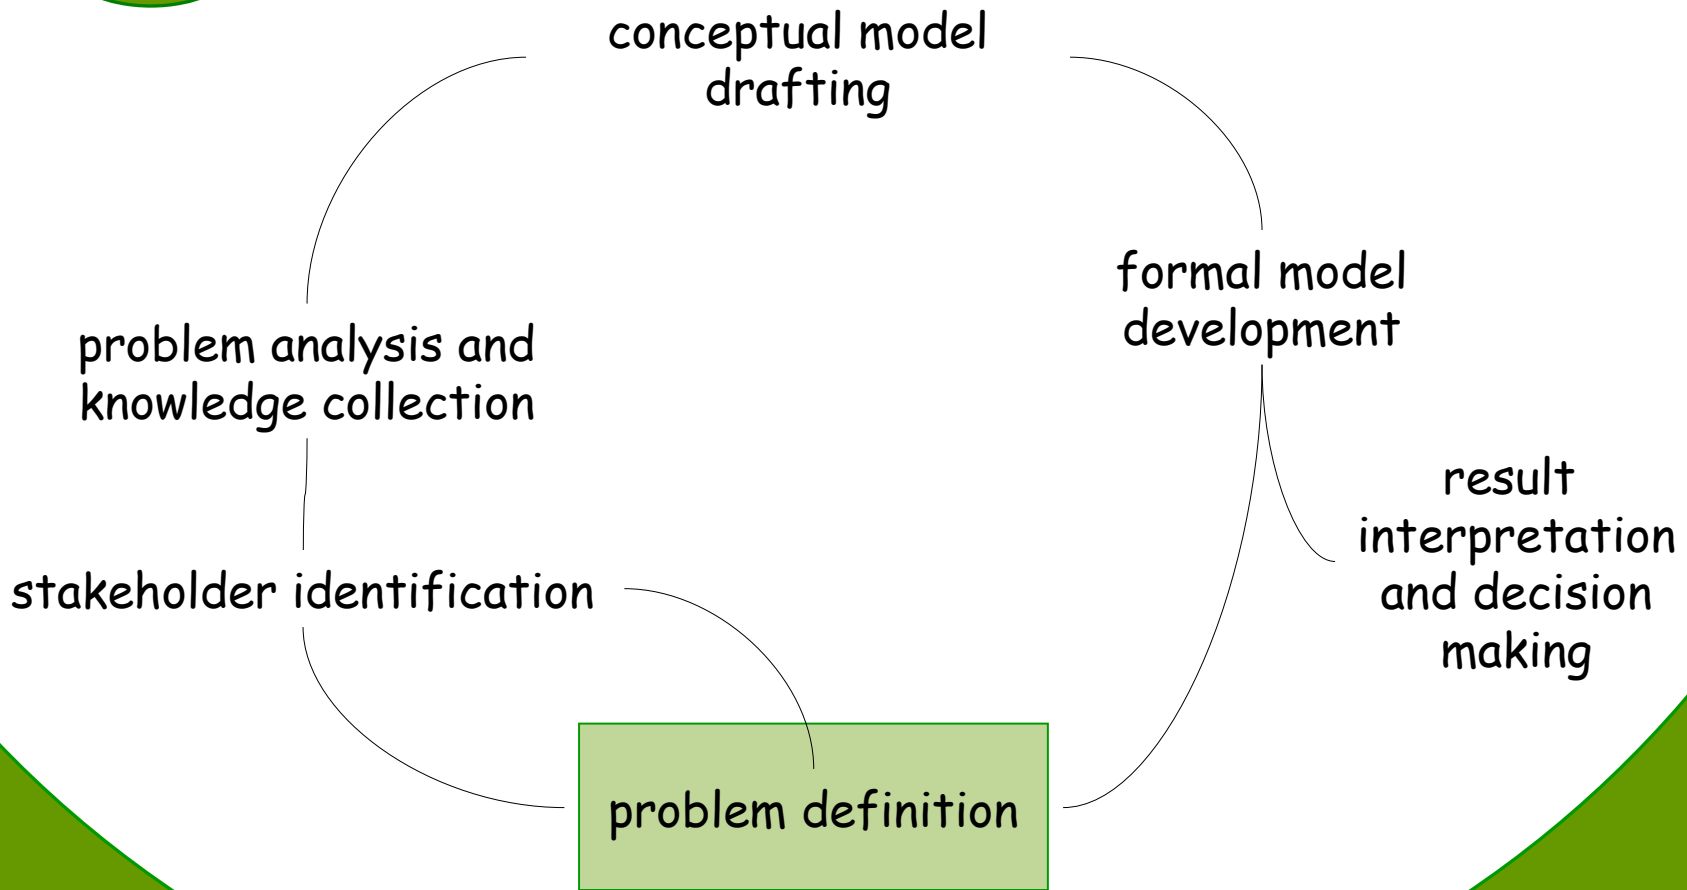 conceptual model
drafting
formal model
development
problem analysis and
knowledge collection
result
interpretation
and decision
making
stakeholder identification
problem definition